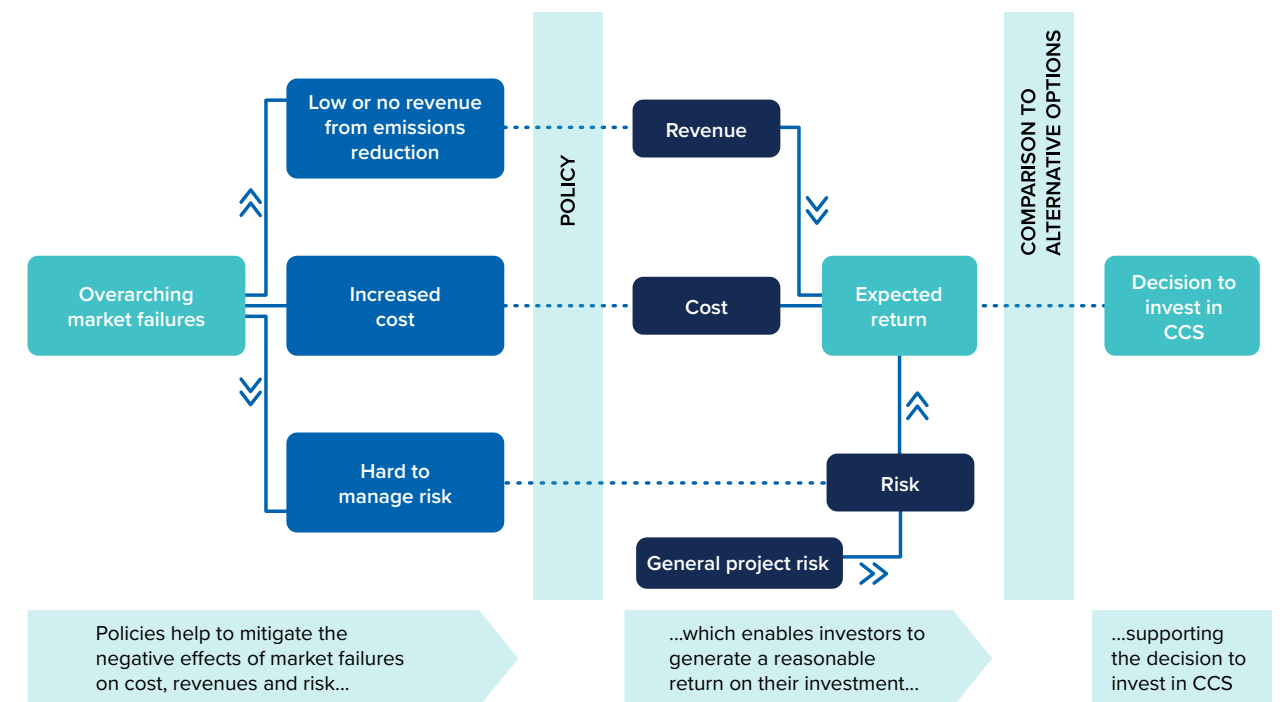 Low or no revenue
from emissions
reduction
Revenue
POLICY
COMPARISON TO
ALTERNATIVE OPTIONS
Overarching
market failures
Increased
cost
Cost
Expected
return
Decision to
invest in
CCS
Hard to
manage risk
Risk
General project risk
Policies help to mitigate the
negative effects of market failures
on cost, revenues and risk...
...which enables investors to
generate a reasonable
return on their investment...
...supporting
the decision to
invest in CCS